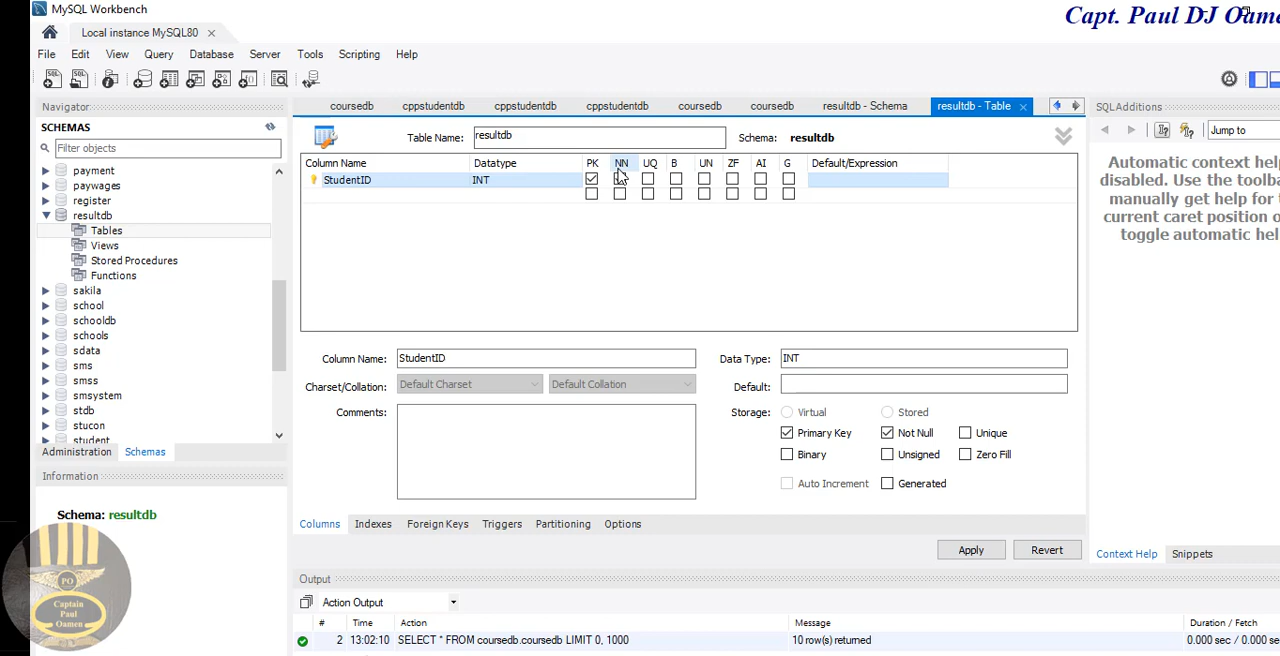 MySQL Workbench
Capt. Paul DJ Oame
Local instance MySQL80
File Edit View Query Database Server Tools Scripting Help
Navigator
SCHEMAS
Filter objects
payment
paywages
register
resultdb
Tables
Views
Stored Procedures
Functions
sakila
school
schooldb
schools
sdata
sms
smss
smsystem
stdb
stucon
student
Administration Schemas
Information
Schema: resultdb
PO
Captain
Paul
Oamen
coursedb cppstudentdb cppstudentdb cppstudentdb coursedb coursedb resultdb - Schema resultdb - Table
Table Name: resultdb Schema: resultdb
Column Name Datatype PK NN UQ B UN ZF AI G Default/Expression
StudentID INT
Column Name: StudentID Data Type: INT
Charset/Collation: Default Charset Default Collation Default:
Comments: Storage: Virtual Stored
Primary Key Not Null Unique
Binary Unsigned Zero Fill
Auto Increment Generated
Columns Indexes Foreign Keys Triggers Partitioning Options
Apply Revert
Output
Action Output
# Time Action Message Duration / Fetch
2 13:02:10 SELECT * FROM coursedb.coursedb LIMIT 0, 1000 10 row(s) returned 0.000 sec / 0.000 sec
SQLAdditions
Jump to
Automatic context help
disabled. Use the toolba
manually get help for t
current caret position o
toggle automatic hel
Context Help Snippets